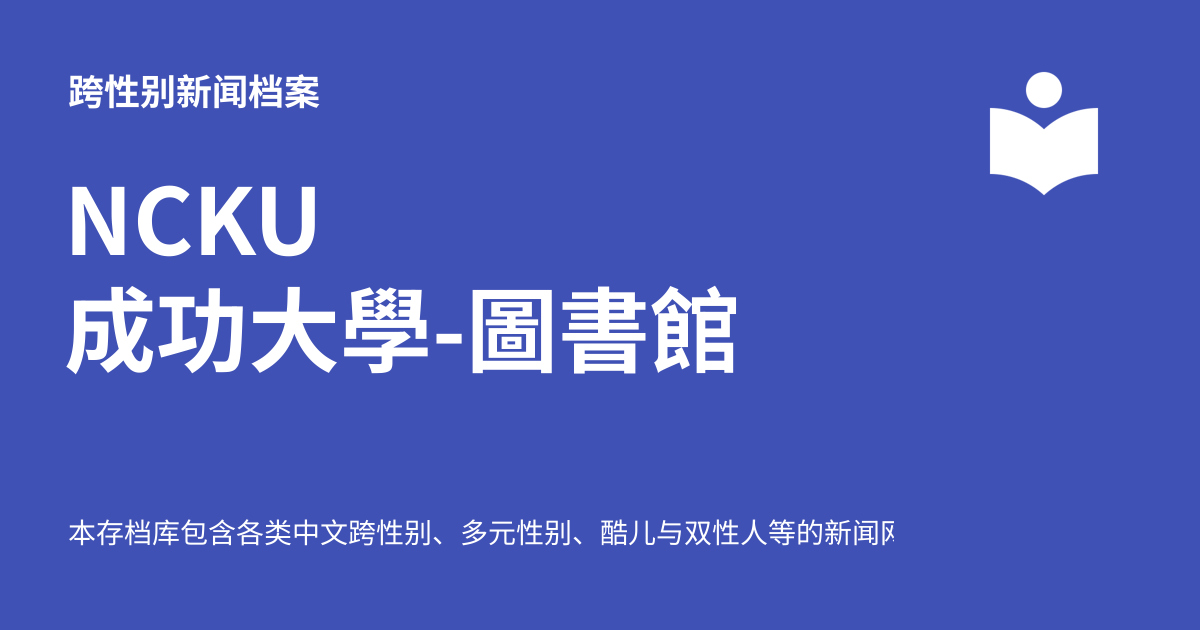 跨性别新闻档案
NCKU
成功大學-圖書館
本存档库包含各类中文跨性别、多元性别、酷儿与双性人等的新闻网